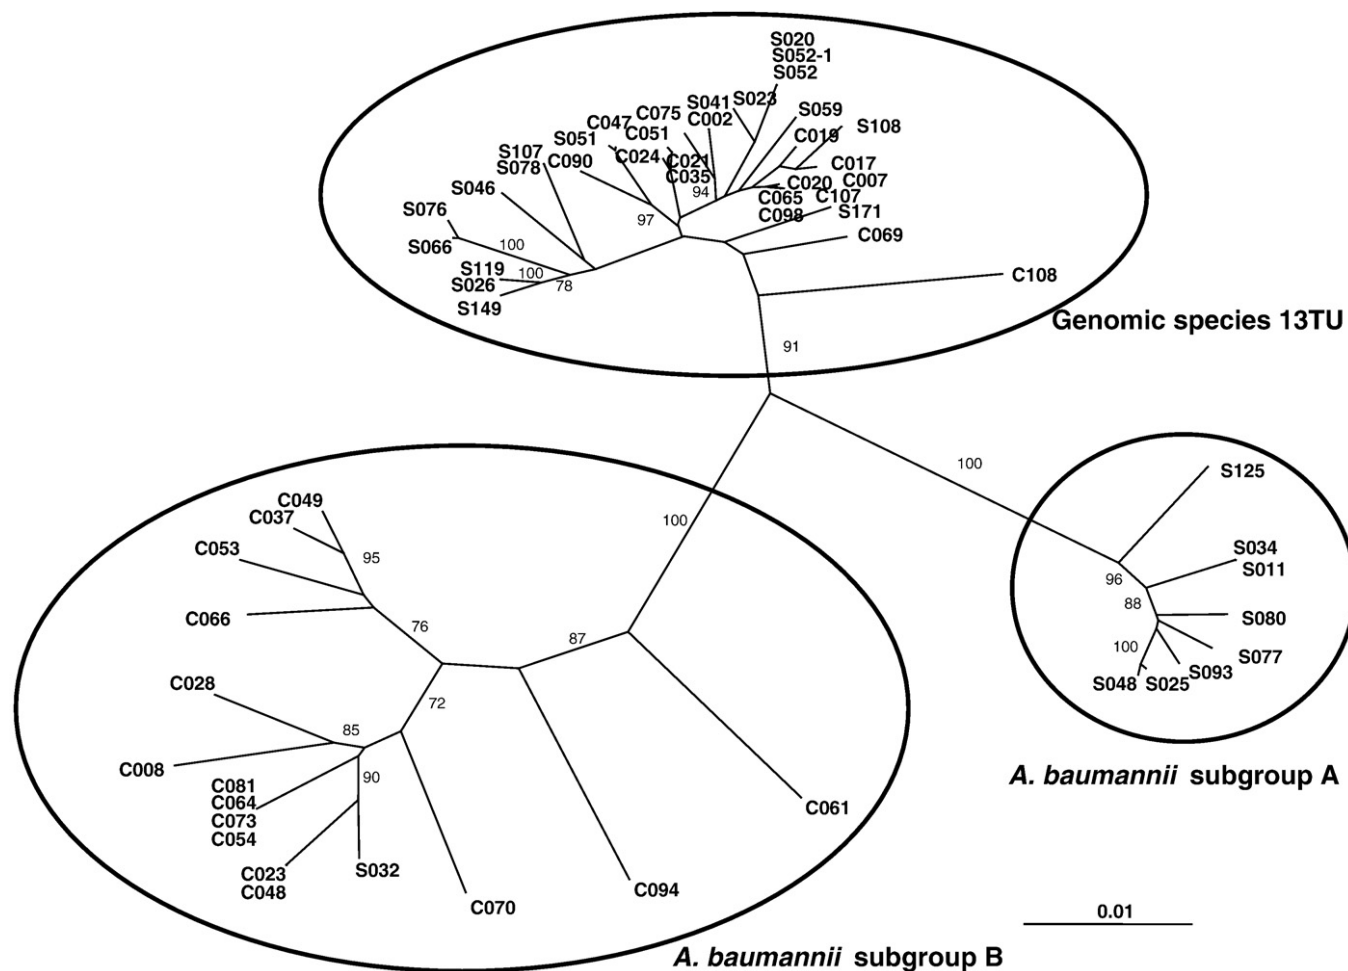 S020
S052-1
S052
S041
S023
C075
C002
S059
C047
C051
C019
S108
S051
C024
C021
C035
S107
S078
C090
C017
C007
94
C020
C065
C107
C098
S171
S046
97
S076
S066
100
C069
S119
100
S026
78
S149
C108
Genomic species 13TU
91
100
S125
100
C049
C037
C053
95
C066
76
87
S034
S011
96
88
S080
100
S077
S093
S048
S025
C028
72
85
C008
90
C081
C064
C073
C054
C023
C048
S032
C070
C094
C061
A. baumannii subgroup A
0.01
A. baumannii subgroup B